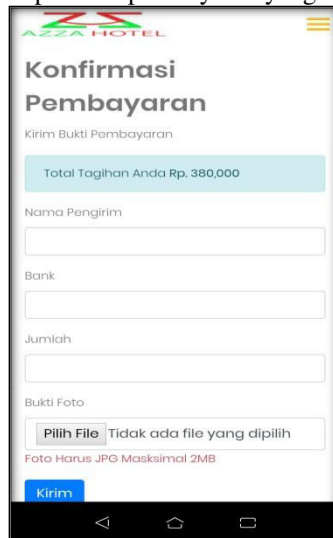 AZZA HOTEL
Konfirmasi
Pembayaran
Kirim Bukti Pembayaran
Total Tagihan Anda Rp. 380,000
Nama Pengirim
Bank
Jumlah
Bukti Foto
Pilih File Tidak ada file yang dipilih
Foto Harus JPG Masksimal 2MB
Kirim